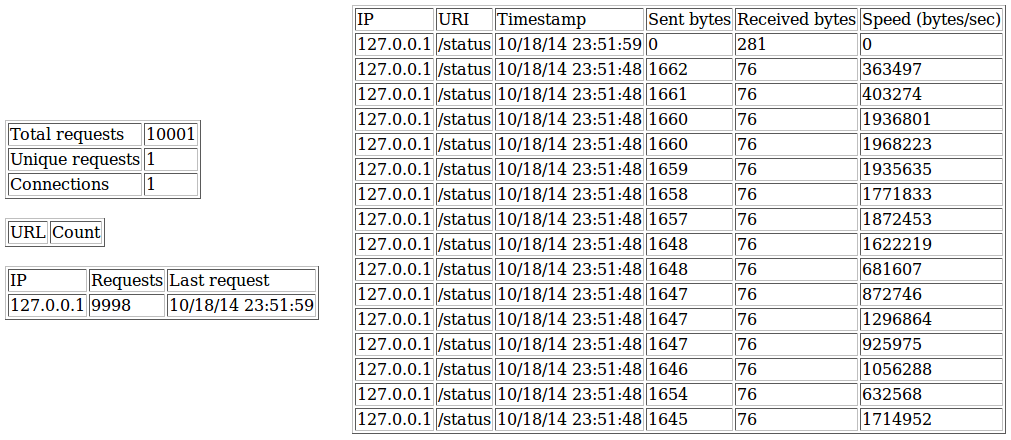 Total requests 10001
Unique requests 1
Connections 1
URL Count
IP Requests Last request
127.0.0.1 9998 10/18/14 23:51:59
IP URI Timestamp Sent bytes Received bytes Speed (bytes/sec)
127.0.0.1 /status 10/18/14 23:51:59 0 281 0
127.0.0.1 /status 10/18/14 23:51:48 1662 76 363497
127.0.0.1 /status 10/18/14 23:51:48 1661 76 403274
127.0.0.1 /status 10/18/14 23:51:48 1660 76 1936801
127.0.0.1 /status 10/18/14 23:51:48 1660 76 1968223
127.0.0.1 /status 10/18/14 23:51:48 1659 76 1935635
127.0.0.1 /status 10/18/14 23:51:48 1658 76 1771833
127.0.0.1 /status 10/18/14 23:51:48 1657 76 1872453
127.0.0.1 /status 10/18/14 23:51:48 1648 76 1622219
127.0.0.1 /status 10/18/14 23:51:48 1648 76 681607
127.0.0.1 /status 10/18/14 23:51:48 1647 76 872746
127.0.0.1 /status 10/18/14 23:51:48 1647 76 1296864
127.0.0.1 /status 10/18/14 23:51:48 1647 76 925975
127.0.0.1 /status 10/18/14 23:51:48 1646 76 1056288
127.0.0.1 /status 10/18/14 23:51:48 1654 76 632568
127.0.0.1 /status 10/18/14 23:51:48 1645 76 1714952